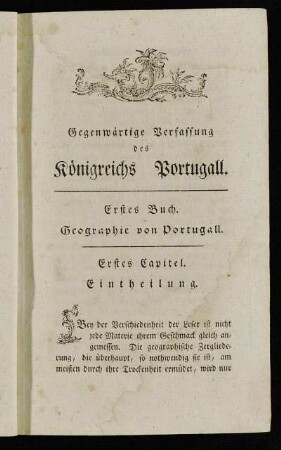 Gegenwärtige Verfassung
des
Königreichs Portugall.
Erstes Buch.
Geographie von Portugall.
Erstes Capitel.
Eintheilung.
Bey der Verschiedenheit der Leser ist nicht
jede Materie ihrem Geschmack gleich an-
gemessen. Die geographische Zergliede-
rung, die überhaupt, so nothwendig sie ist, am
meisten durch ihre Trockenheit ermüdet, wird nur